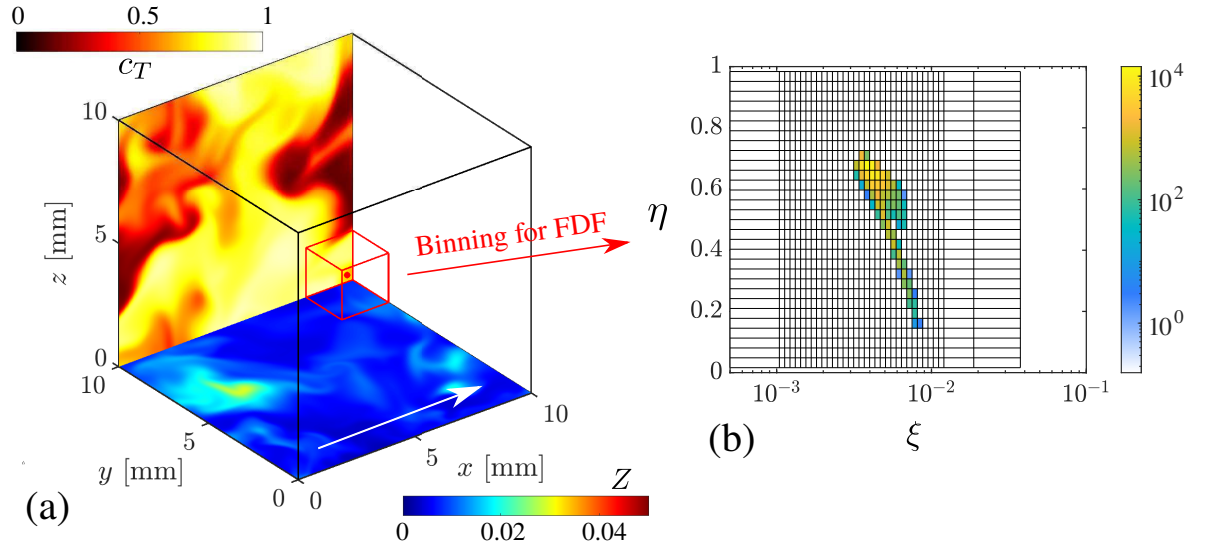 0 0.5 1
c_T
10
5
0
z [mm]
10
5
0
y [mm]
0
5
10
x [mm]
Z
0 0.02 0.04
(a)
Binning for FDF
1
0.8
0.6
0.4
0.2
0
η
10^{-3} 10^{-2} 10^{-1}
ξ
(b)
10^4
10^2
10^0